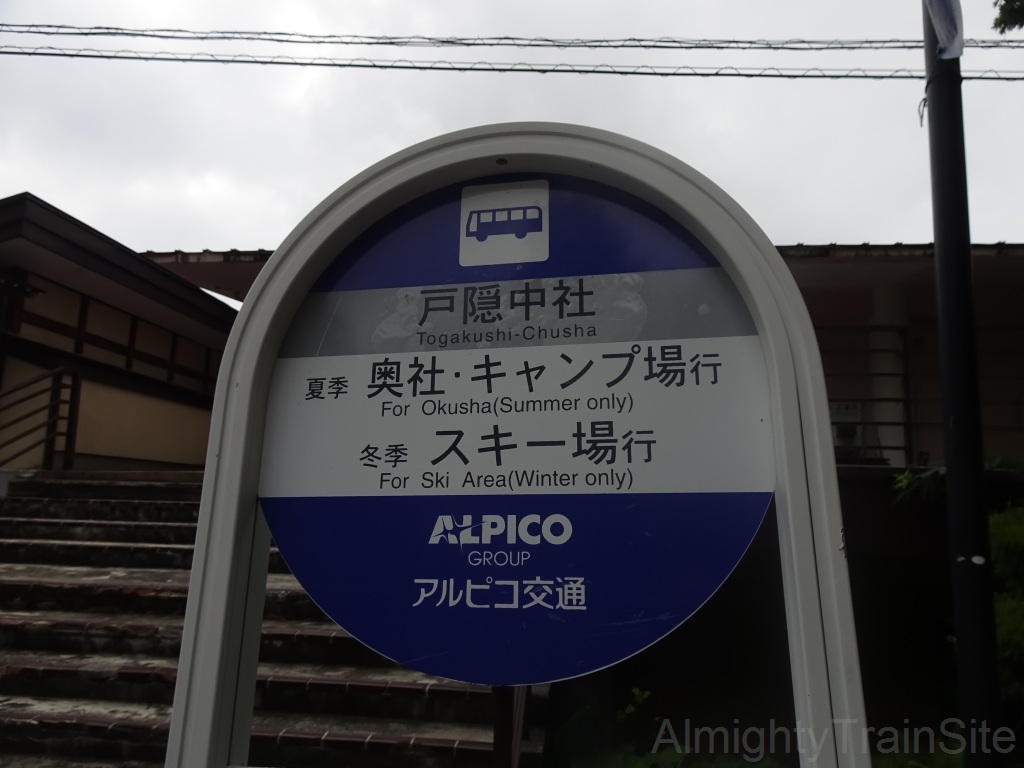 戸隠中社
Togakushi-Chusha
夏季 奥社・キャンプ場行
For Okusha(Summer only)
冬季 スキー場行
For Ski Area(Winter only)
ALPICO
GROUP
アルピコ交通
AlmightyTrainSite